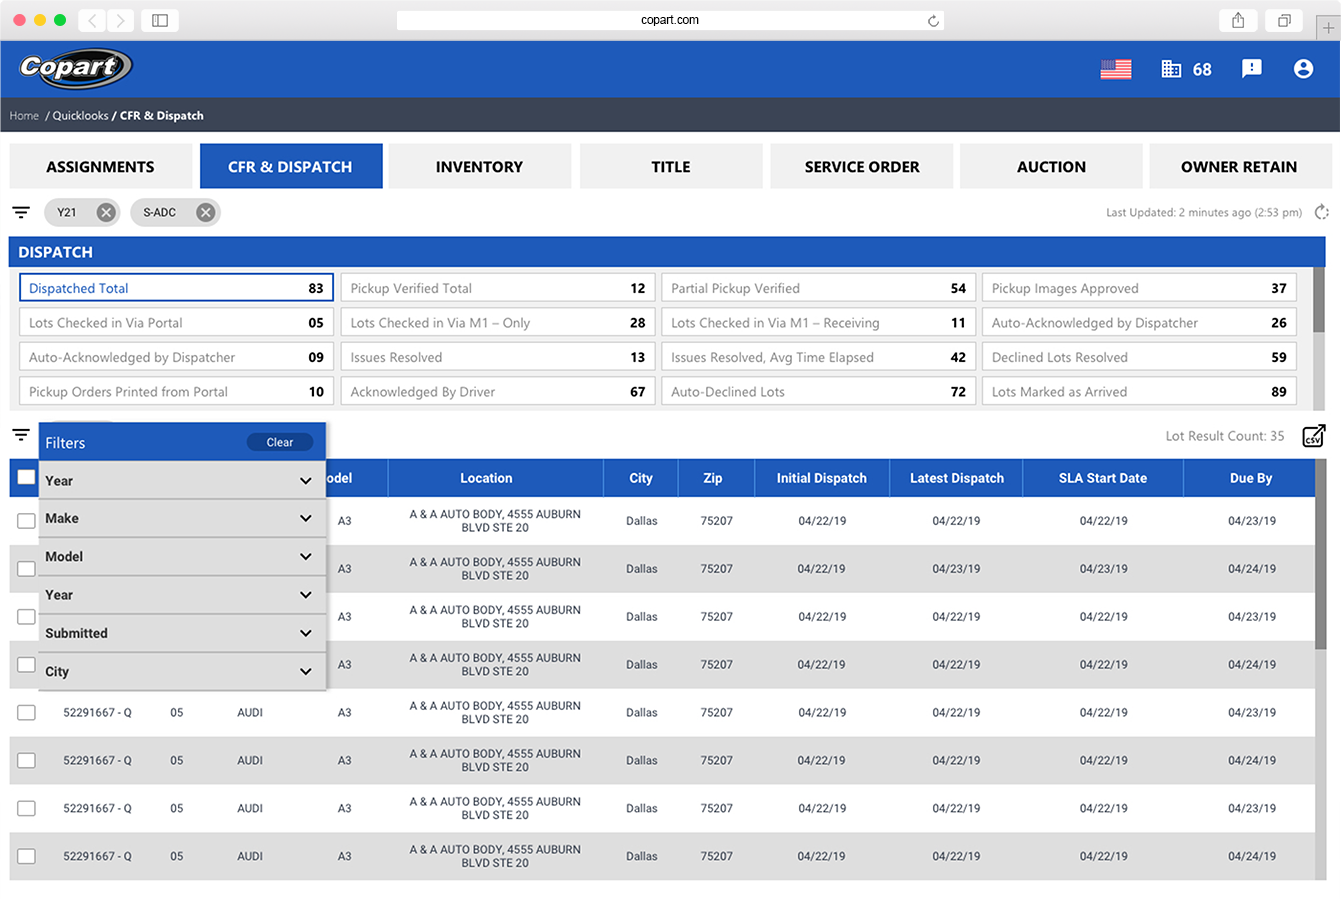 copart.com
Copart
68
Home / Quicklooks / CFR & Dispatch
ASSIGNMENTS CFR & DISPATCH INVENTORY TITLE SERVICE ORDER AUCTION OWNER RETAIN
Y21 S-ADC Last Updated: 2 minutes ago (2:53 pm)
DISPATCH
Dispatched Total 83 Pickup Verified Total 12 Partial Pickup Verified 54 Pickup Images Approved 37
Lots Checked in Via Portal 05 Lots Checked in Via M1 – Only 28 Lots Checked in Via M1 – Receiving 11 Auto-Acknowledged by Dispatcher 26
Auto-Acknowledged by Dispatcher 09 Issues Resolved 13 Issues Resolved, Avg Time Elapsed 42 Declined Lots Resolved 59
Pickup Orders Printed from Portal 10 Acknowledged By Driver 67 Auto-Declined Lots 72 Lots Marked as Arrived 89
Filters Clear Lot Result Count: 35 CSV
odel Location City Zip Initial Dispatch Latest Dispatch SLA Start Date Due By
Year
Make
Model
Year
Submitted
City
A3 A & A AUTO BODY, 4555 AUBURN
BLVD STE 20 Dallas 75207 04/22/19 04/22/19 04/22/19 04/23/19
A3 A & A AUTO BODY, 4555 AUBURN
BLVD STE 20 Dallas 75207 04/22/19 04/23/19 04/23/19 04/24/19
A3 A & A AUTO BODY, 4555 AUBURN
BLVD STE 20 Dallas 75207 04/22/19 04/22/19 04/22/19 04/23/19
A3 A & A AUTO BODY, 4555 AUBURN
BLVD STE 20 Dallas 75207 04/22/19 04/22/19 04/22/19 04/24/19
52291667 - Q 05 AUDI A3 A & A AUTO BODY, 4555 AUBURN
BLVD STE 20 Dallas 75207 04/22/19 04/22/19 04/22/19 04/23/19
52291667 - Q 05 AUDI A3 A & A AUTO BODY, 4555 AUBURN
BLVD STE 20 Dallas 75207 04/22/19 04/22/19 04/22/19 04/24/19
52291667 - Q 05 AUDI A3 A & A AUTO BODY, 4555 AUBURN
BLVD STE 20 Dallas 75207 04/22/19 04/22/19 04/22/19 04/23/19
52291667 - Q 05 AUDI A3 A & A AUTO BODY, 4555 AUBURN
BLVD STE 20 Dallas 75207 04/22/19 04/22/19 04/22/19 04/24/19